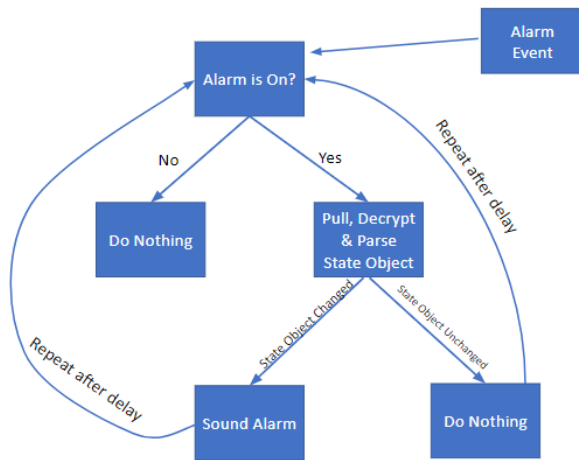 Alarm
Event
Alarm is On?
No
Yes
Repeat after delay
Do Nothing
Pull, Decrypt
& Parse
State Object
State Object Changed
State Object Unchanged
Repeat after delay
Sound Alarm
Do Nothing